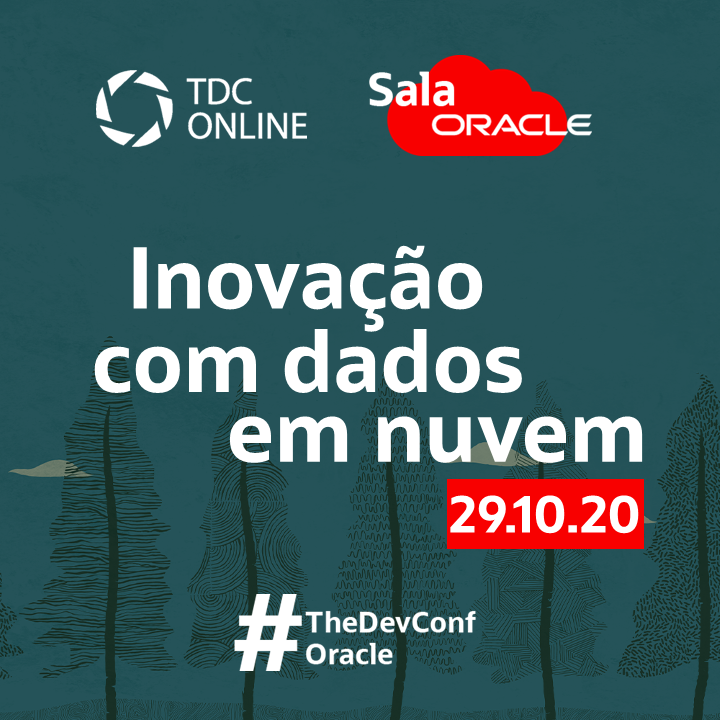 TDC
ONLINE
Sala
ORACLE
Inovação
com dados
em nuvem
29.10.20
#TheDevConf
Oracle